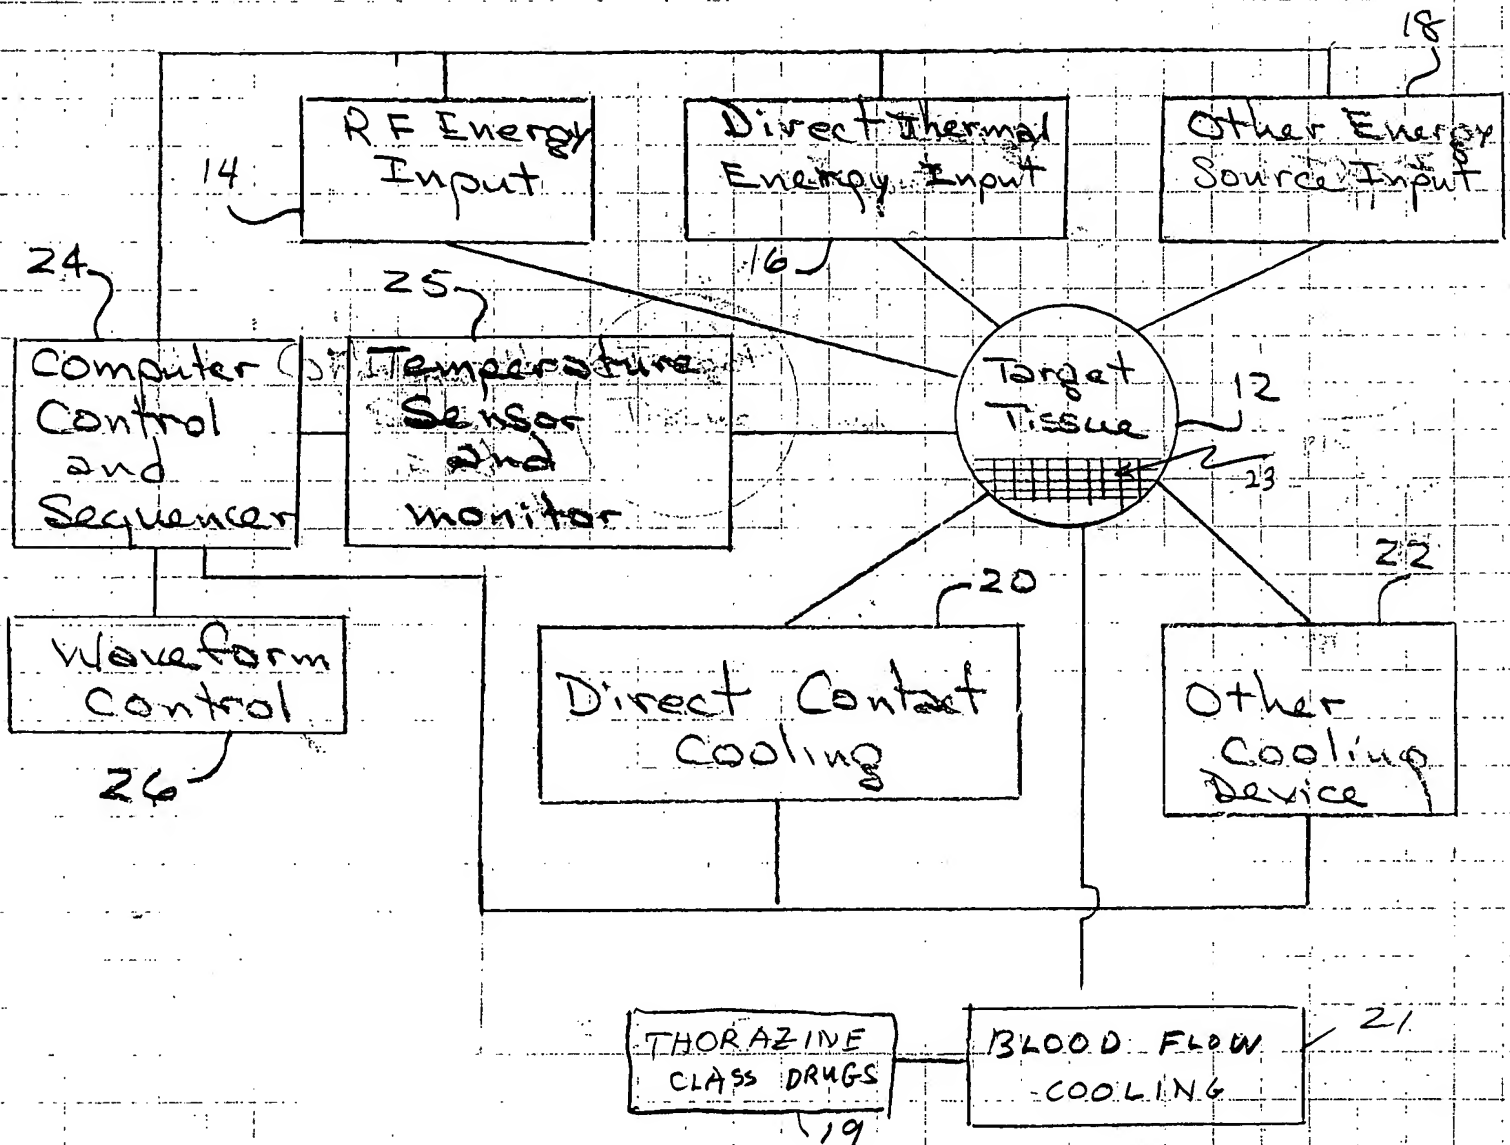 18
RF Energy
Input
Direct Thermal
Energy Input
Other Energy
Source Input
14
16
24
25
Computer
Control
and
Sequencer
Temperature
Sensor
and
monitor
Target
Tissue
12
23
20
22
Waveform
Control
26
Direct Contact
Cooling
Other
Cooling
Device
THORAZINE
CLASS DRUGS
19
BLOOD FLOW
COOLING
21